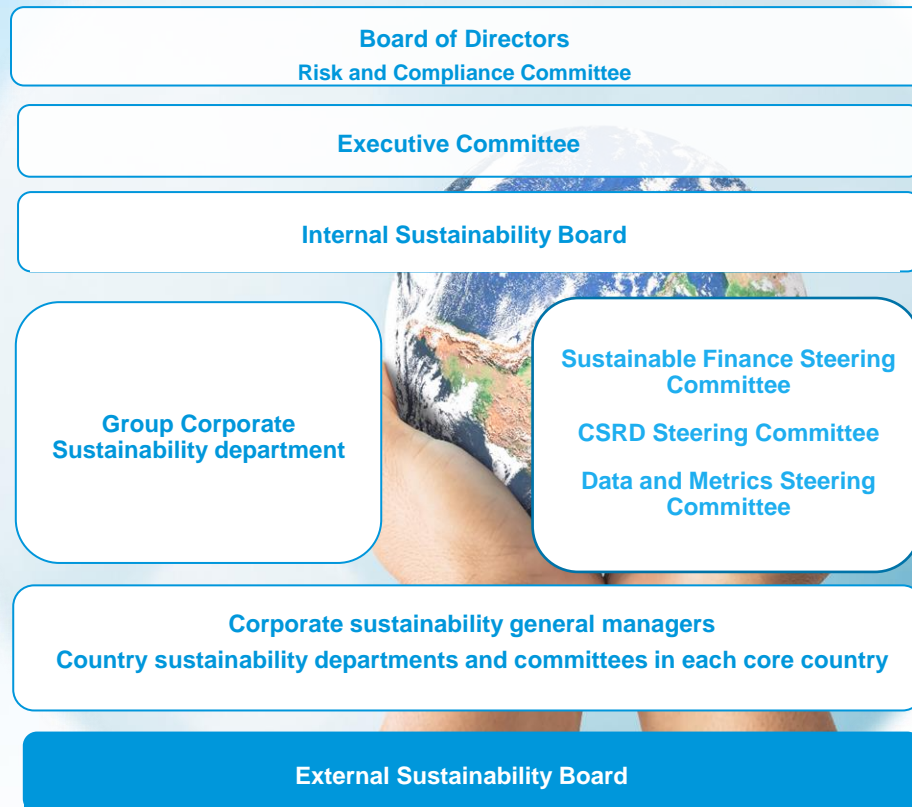 Board of Directors
Risk and Compliance Committee
Executive Committee
Internal Sustainability Board
Group Corporate
Sustainability department
Sustainable Finance Steering
Committee
CSRD Steering Committee
Data and Metrics Steering
Committee
Corporate sustainability general managers
Country sustainability departments and committees in each core country
External Sustainability Board